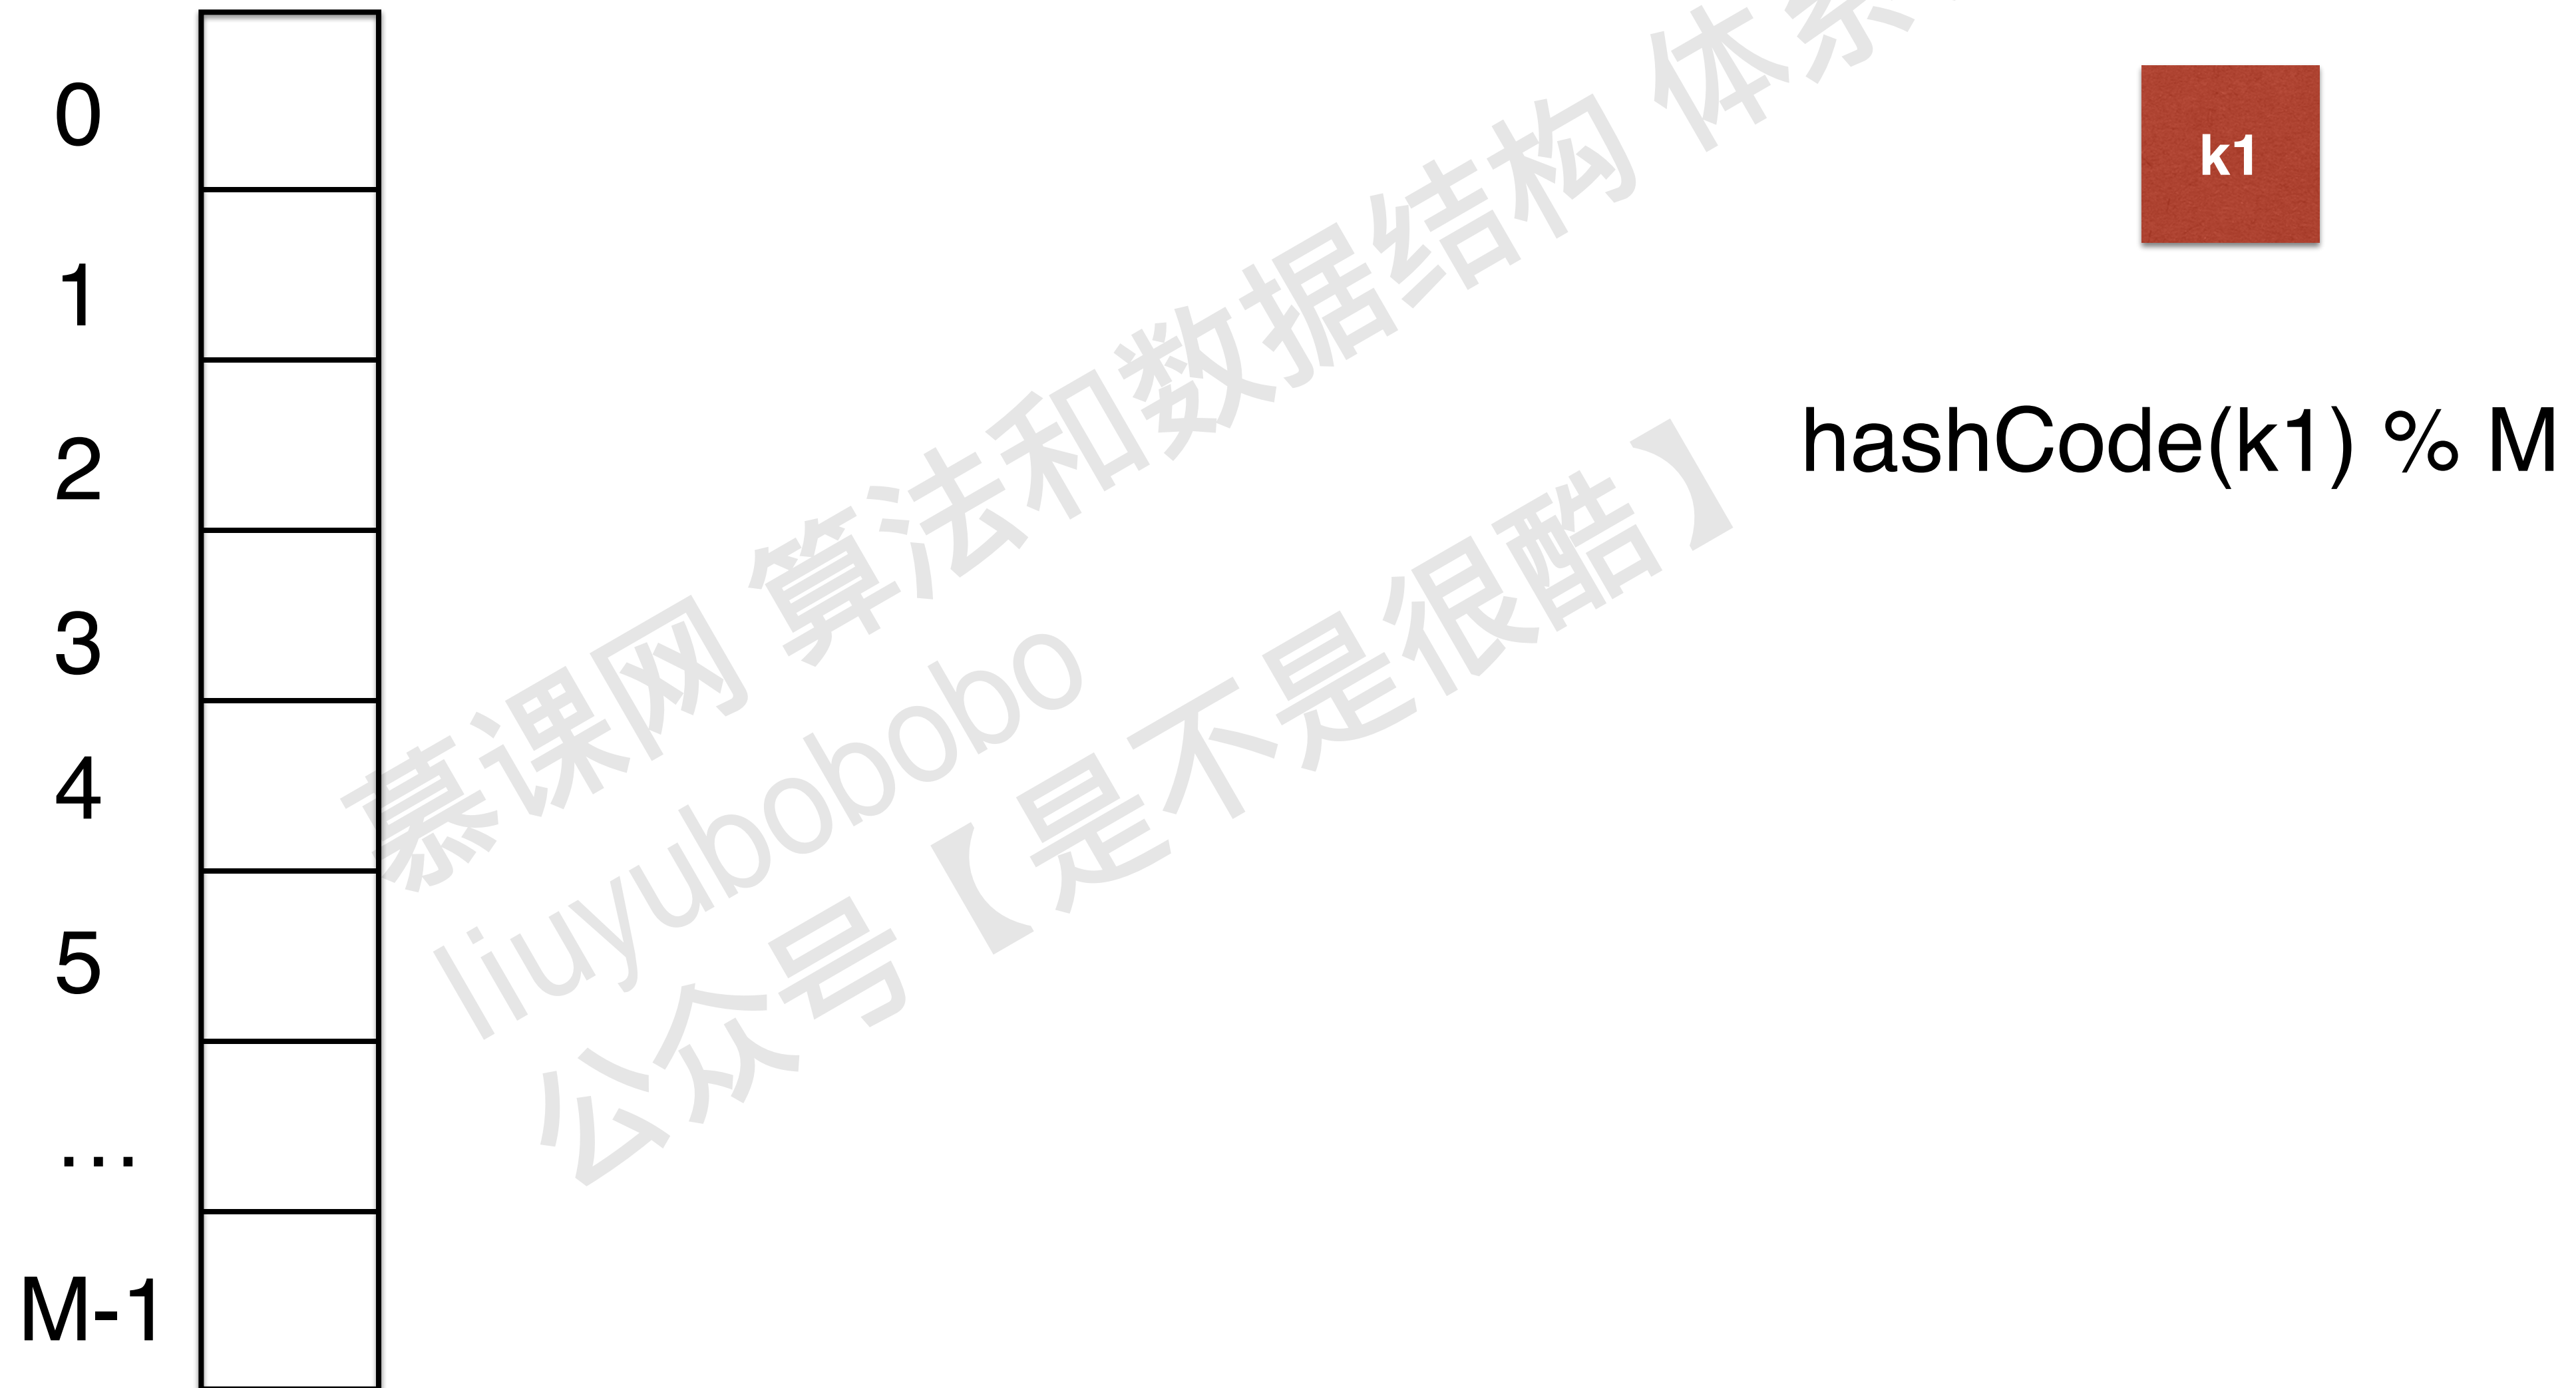 0
1
2
3
4
5
...
M-1
k1
hashCode(k1) % M
慕课网 算法和数据结构 体系
liuyubobobo
公众号【是不是很酷】